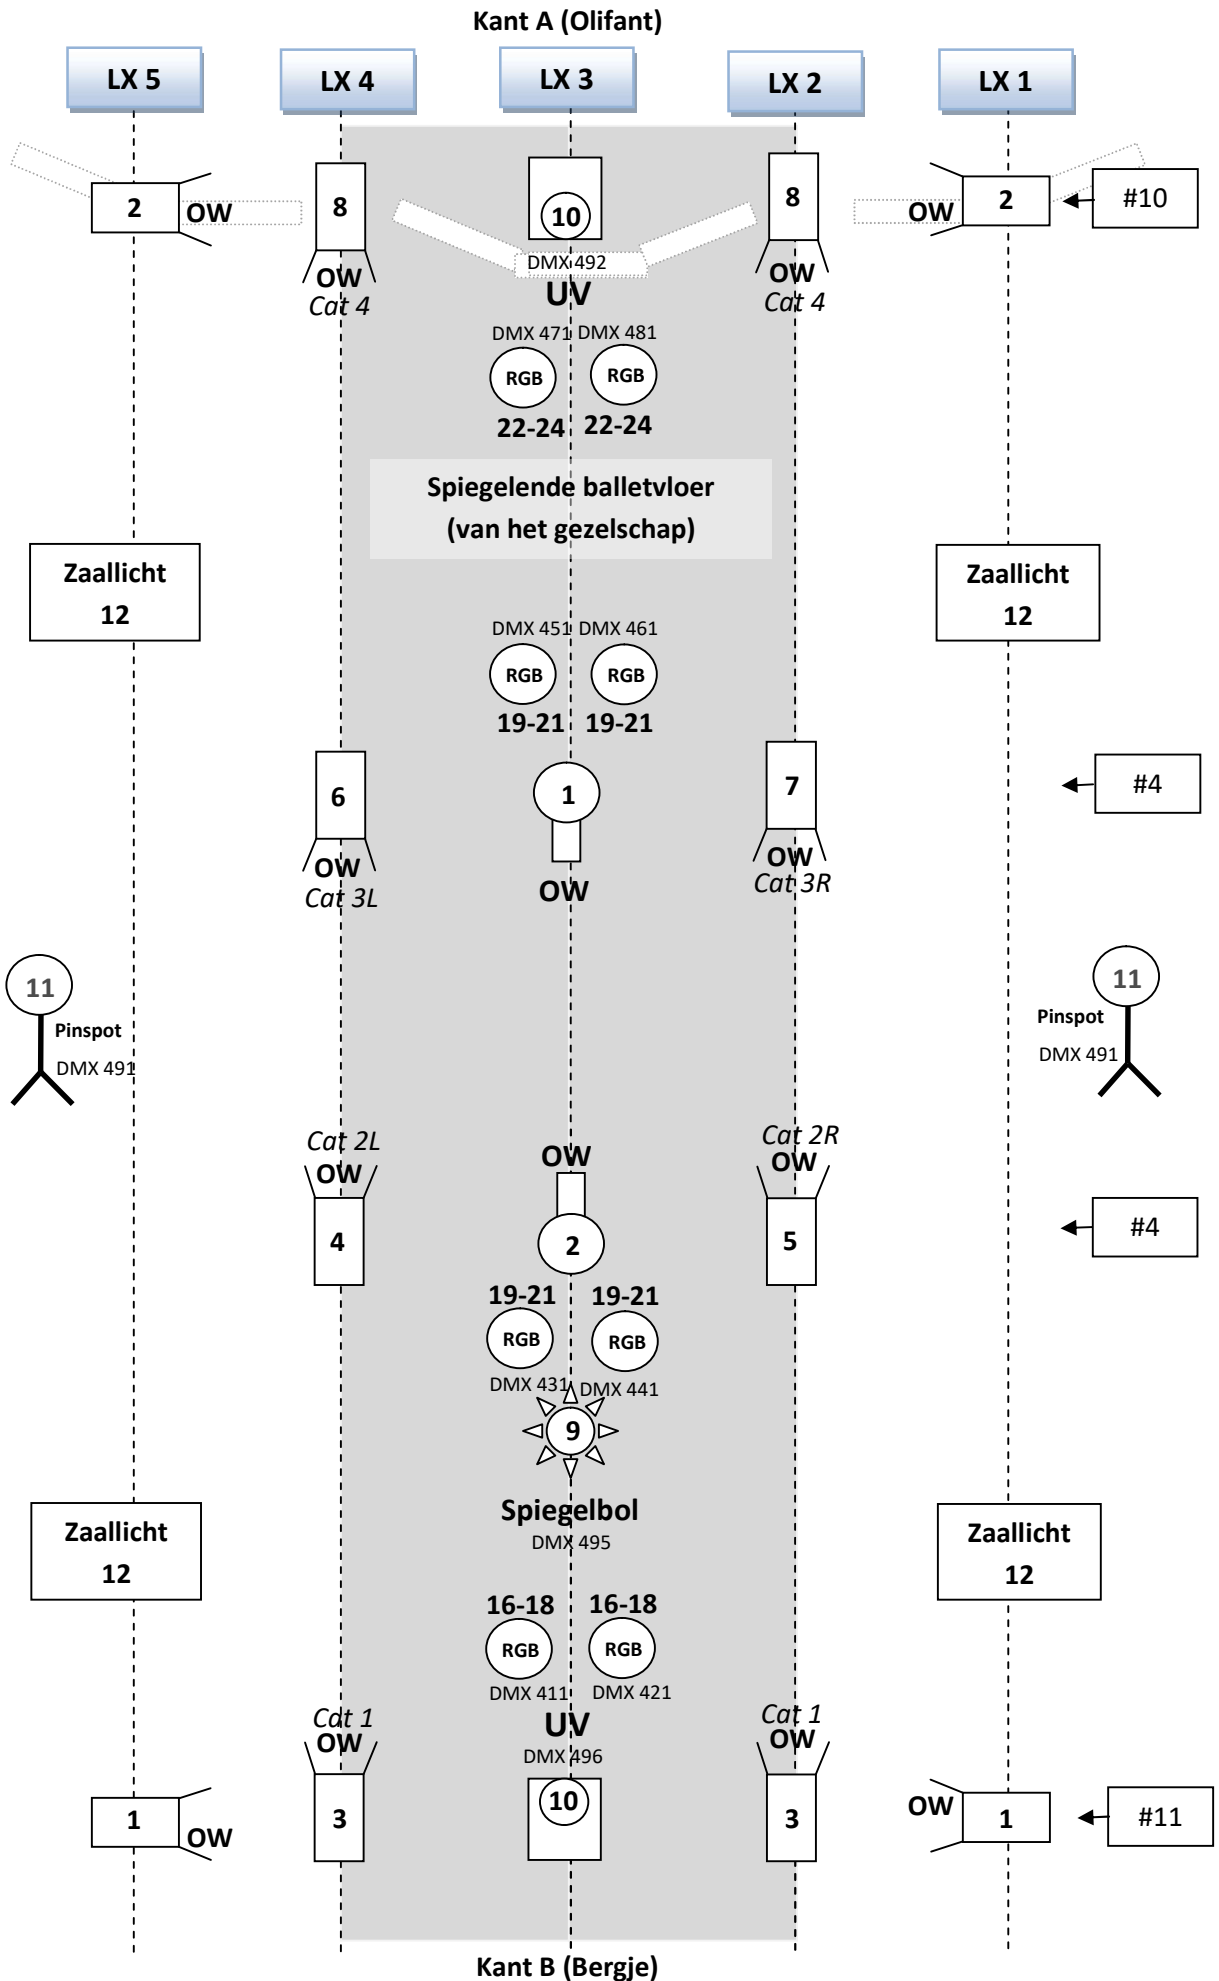 Kant A (Olifant)
LX 5
LX 4
LX 3
LX 2
LX 1
2
OW
8
10
8
OW
2
#10
OW
Cat 4
DMX 492
UV
OW
Cat 4
DMX 471
DMX 481
RGB
RGB
22-24
22-24
Spiegelende balletvloer
(van het gezelschap)
Zaallicht
12
Zaallicht
12
DMX 451
DMX 461
RGB
RGB
19-21
19-21
6
1
7
#4
OW
Cat 3L
OW
OW
Cat 3R
11
Pinspot
DMX 491
11
Pinspot
DMX 491
Cat 2L
OW
OW
Cat 2R
OW
4
2
5
#4
19-21
19-21
RGB
RGB
DMX 431
DMX 441
9
Spiegelbol
DMX 495
Zaallicht
12
Zaallicht
12
16-18
16-18
RGB
RGB
DMX 411
DMX 421
Cat 1
OW
UV
DMX 496
Cat 1
OW
1
OW
3
10
3
OW
1
#11
Kant B (Bergje)